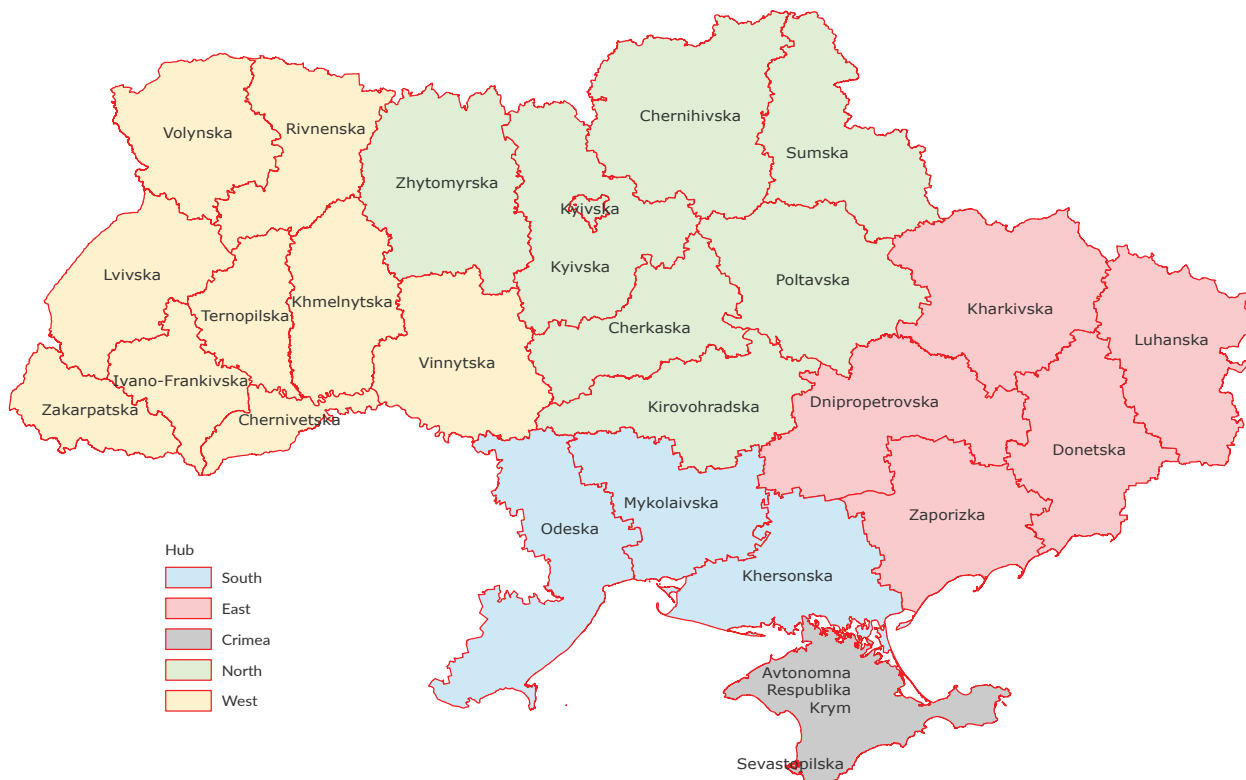 Chernihivska
Volynska
Rivnenska
Sumska
Zhytomyrska
Kyivska
Kyivska
Lvivska
Poltavska
Khmelnytska
Ternopilska
Kharkivska
Cherkaska
Luhanska
Vinnytska
Ivano-Frankivska
Zakarpatska
Chernivetska
Kirovohradska
Dnipropetrovska
Donetska
Mykolaivska
Odeska
Zaporizka
Khersonska
Hub
South
East
Crimea
North
West
Avtonomna
Respublika
Krym
Sevastopilska